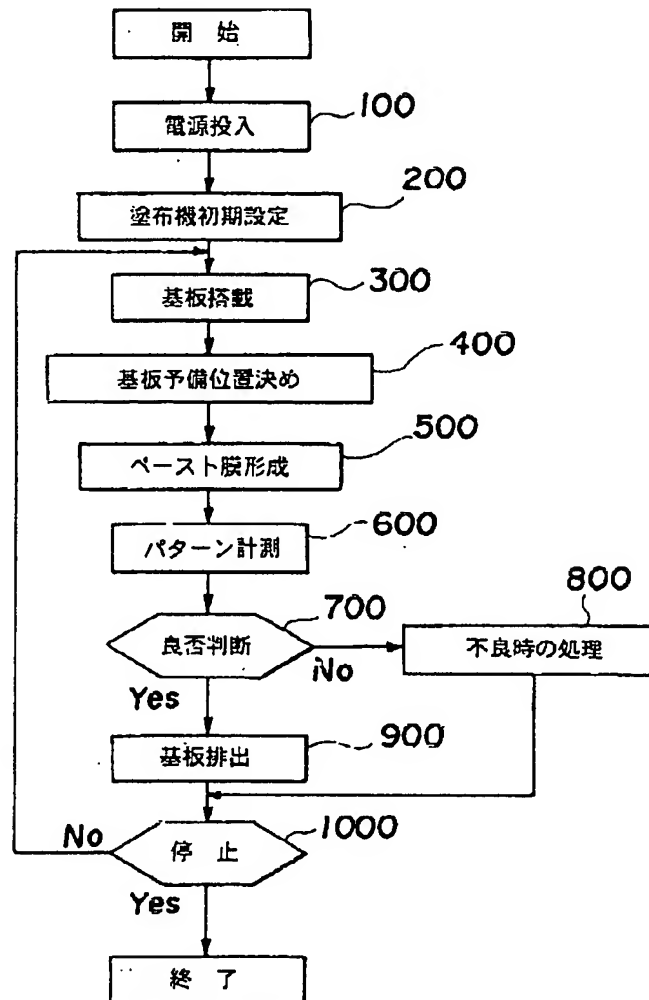 開 始
電源投入
100
塗布機初期設定
200
基板搭載
300
基板予備位置決め
400
ペースト膜形成
500
パターン計測
600
良否判断
700
No
Yes
不良時の処理
800
基板排出
900
停 止
1000
No
Yes
終 了